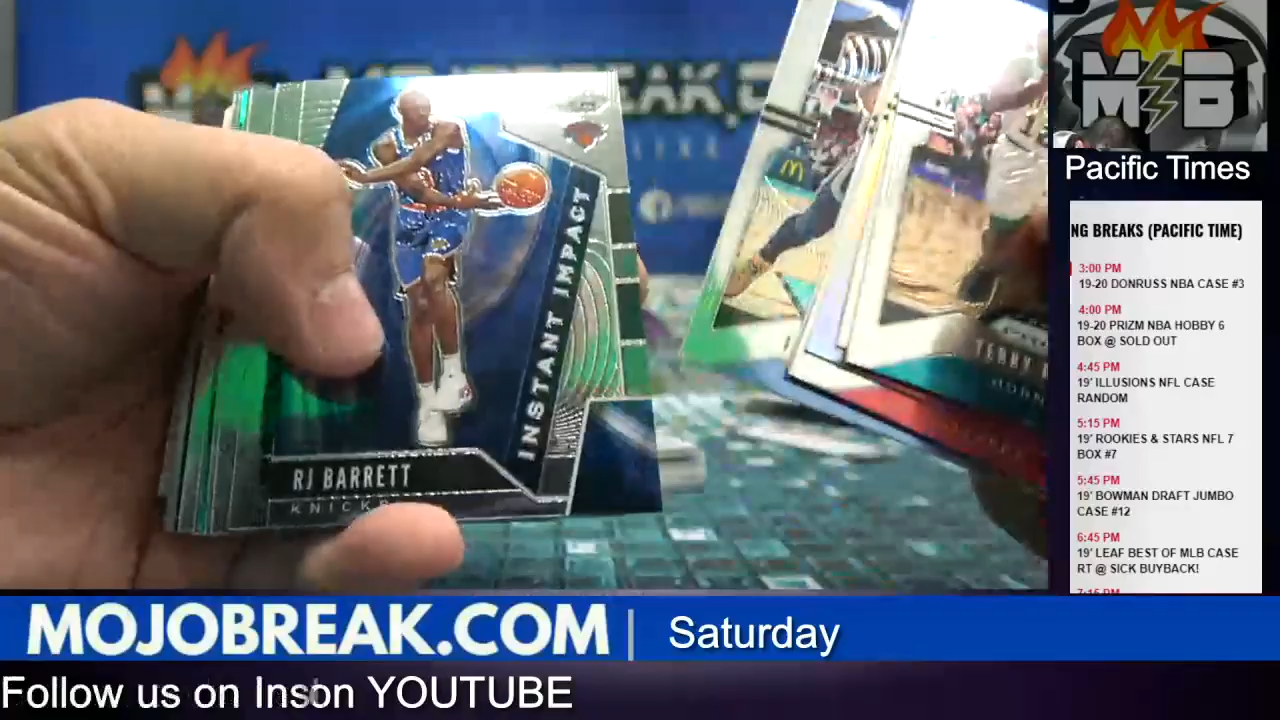 INSTANT IMPACT
RJ BARRETT
KNICKS
TERRY
M B
Pacific Times
NG BREAKS (PACIFIC TIME)
3:00 PM
19-20 DONRUSS NBA CASE #3
4:00 PM
19-20 PRIZM NBA HOBBY 6
BOX @ SOLD OUT
4:45 PM
19' ILLUSIONS NFL CASE
RANDOM
5:15 PM
19' ROOKIES & STARS NFL 7
BOX #7
5:45 PM
19' BOWMAN DRAFT JUMBO
CASE #12
6:45 PM
19' LEAF BEST OF MLB CASE
RT @ SICK BUYBACK!
MOJOBREAK.COM
Saturday
Follow us on YOUTUBE